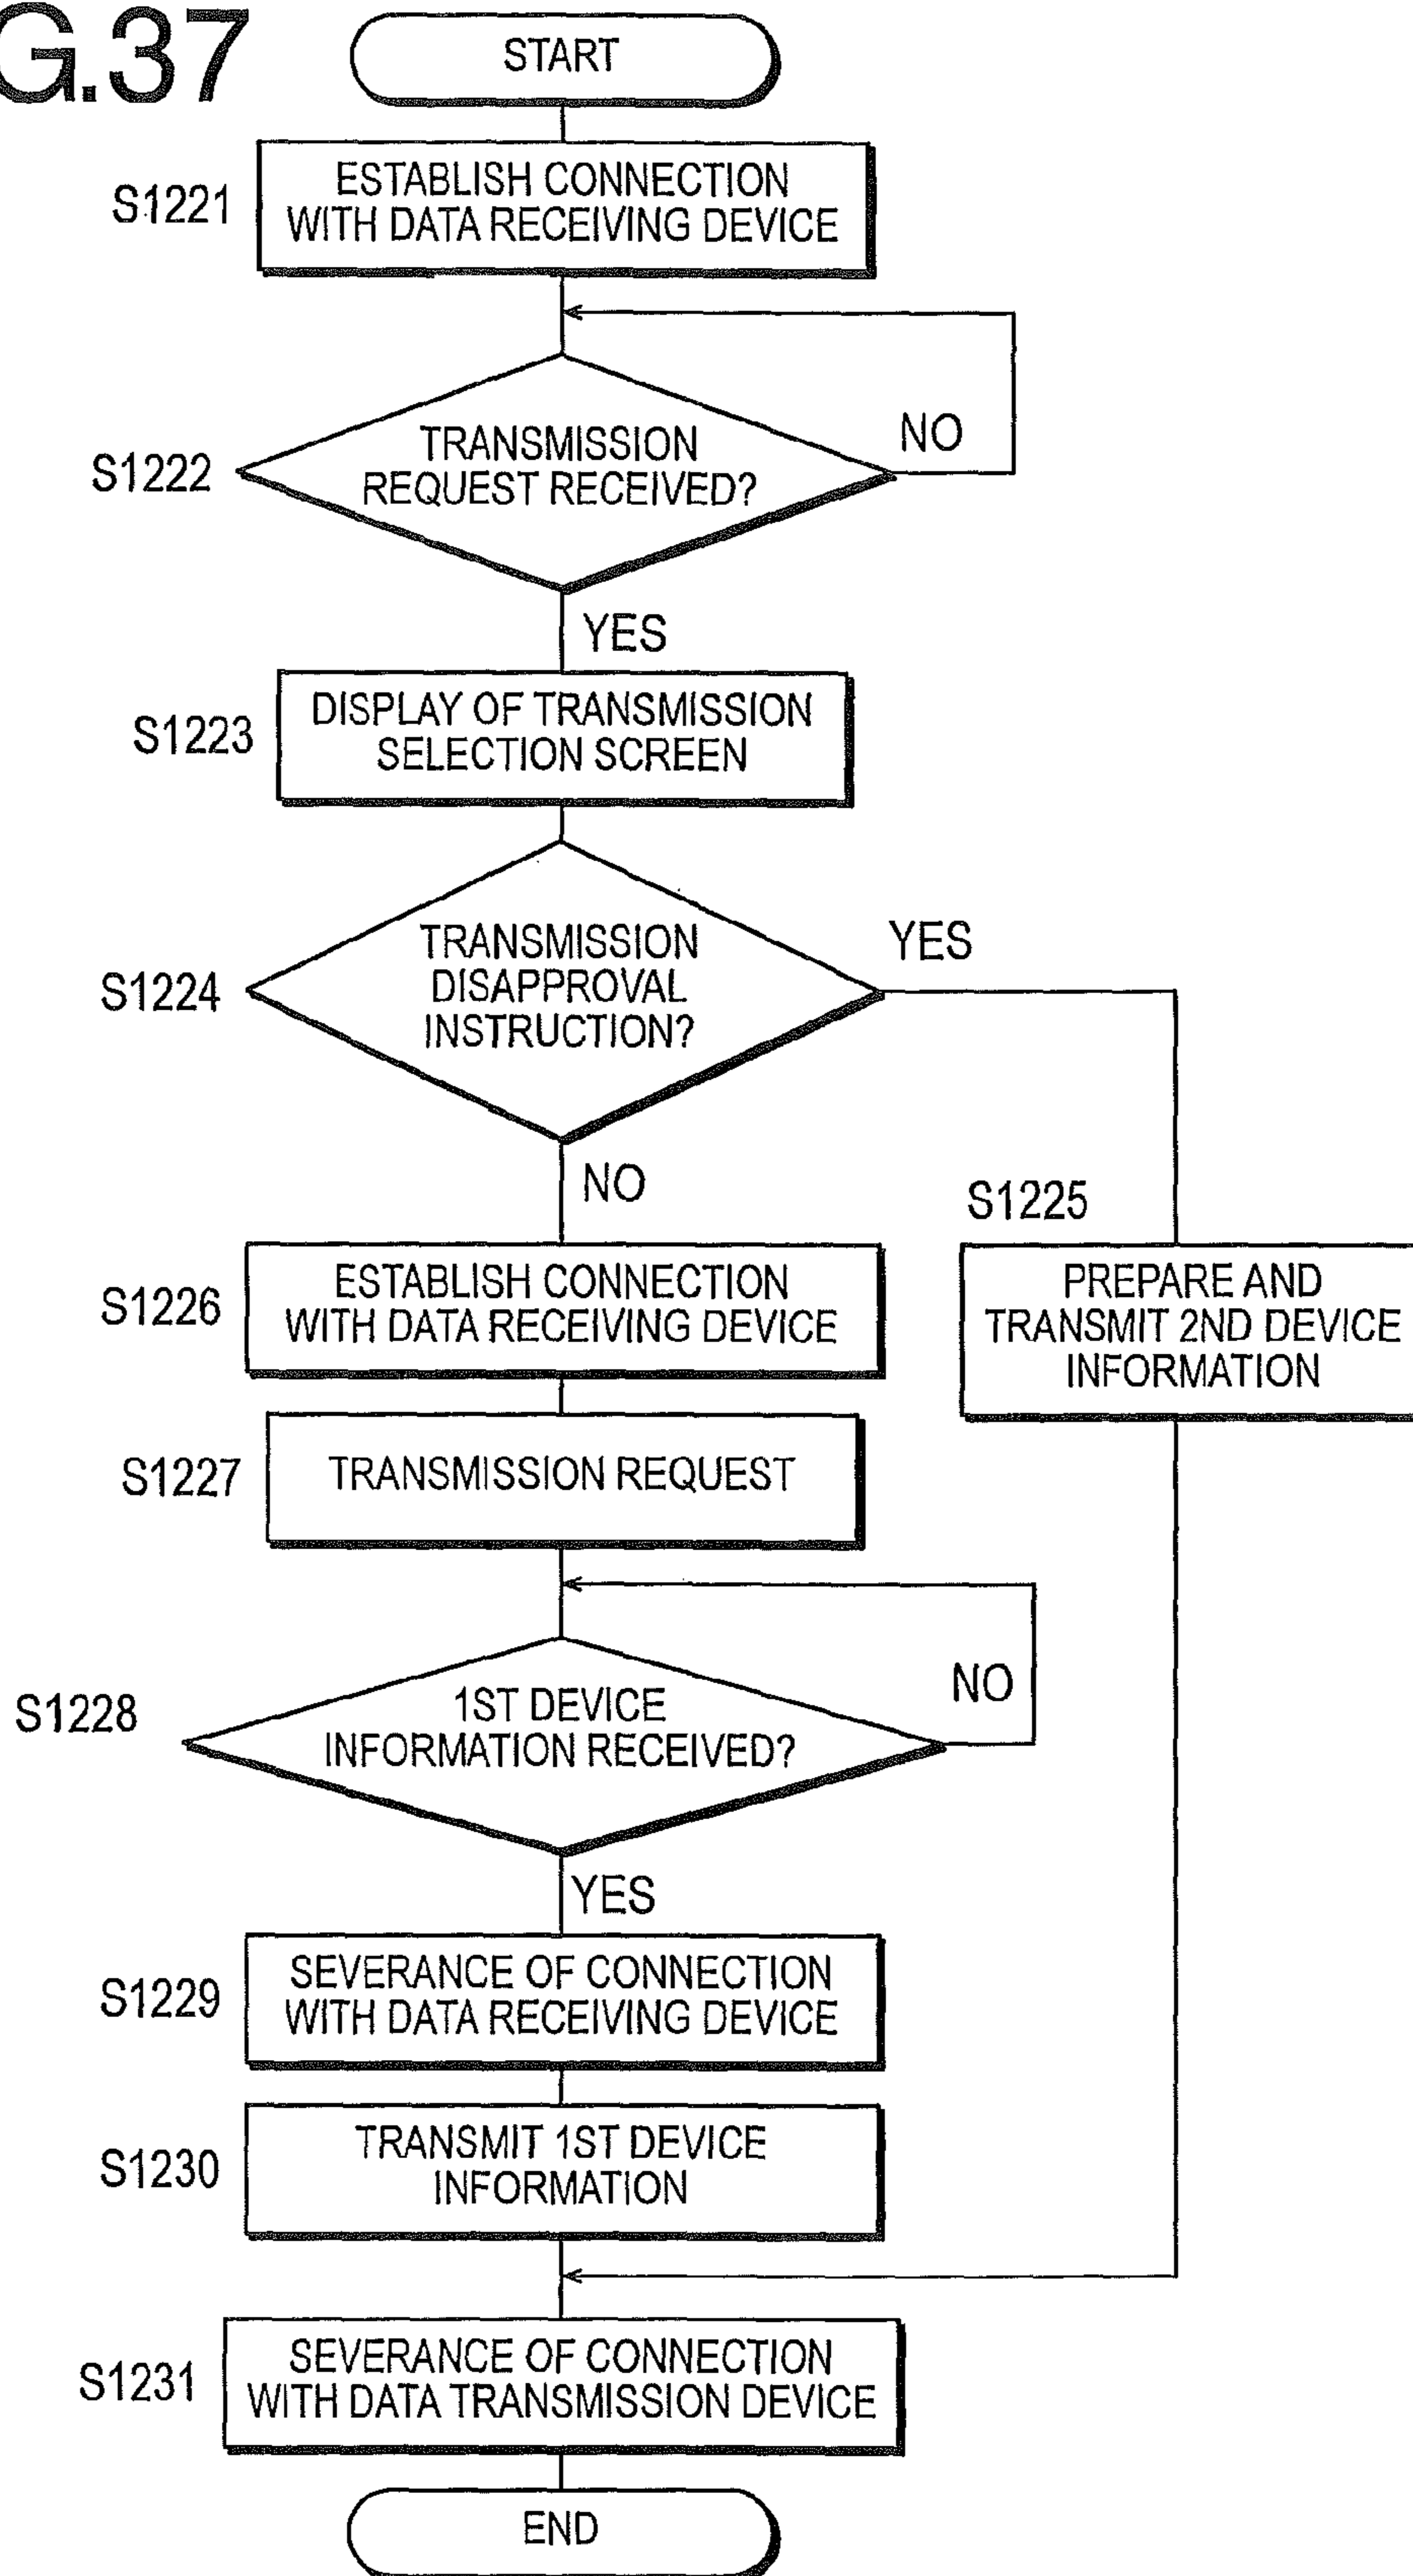 G.37
START
S1221
ESTABLISH CONNECTION
WITH DATA RECEIVING DEVICE
S1222
TRANSMISSION
REQUEST RECEIVED?
NO
YES
S1223
DISPLAY OF TRANSMISSION
SELECTION SCREEN
S1224
TRANSMISSION
DISAPPROVAL
INSTRUCTION?
YES
NO
S1225
PREPARE AND
TRANSMIT 2ND DEVICE
INFORMATION
S1226
ESTABLISH CONNECTION
WITH DATA RECEIVING DEVICE
S1227
TRANSMISSION REQUEST
S1228
1ST DEVICE
INFORMATION RECEIVED?
NO
YES
S1229
SEVERANCE OF CONNECTION
WITH DATA RECEIVING DEVICE
S1230
TRANSMIT 1ST DEVICE
INFORMATION
S1231
SEVERANCE OF CONNECTION
WITH DATA TRANSMISSION DEVICE
END